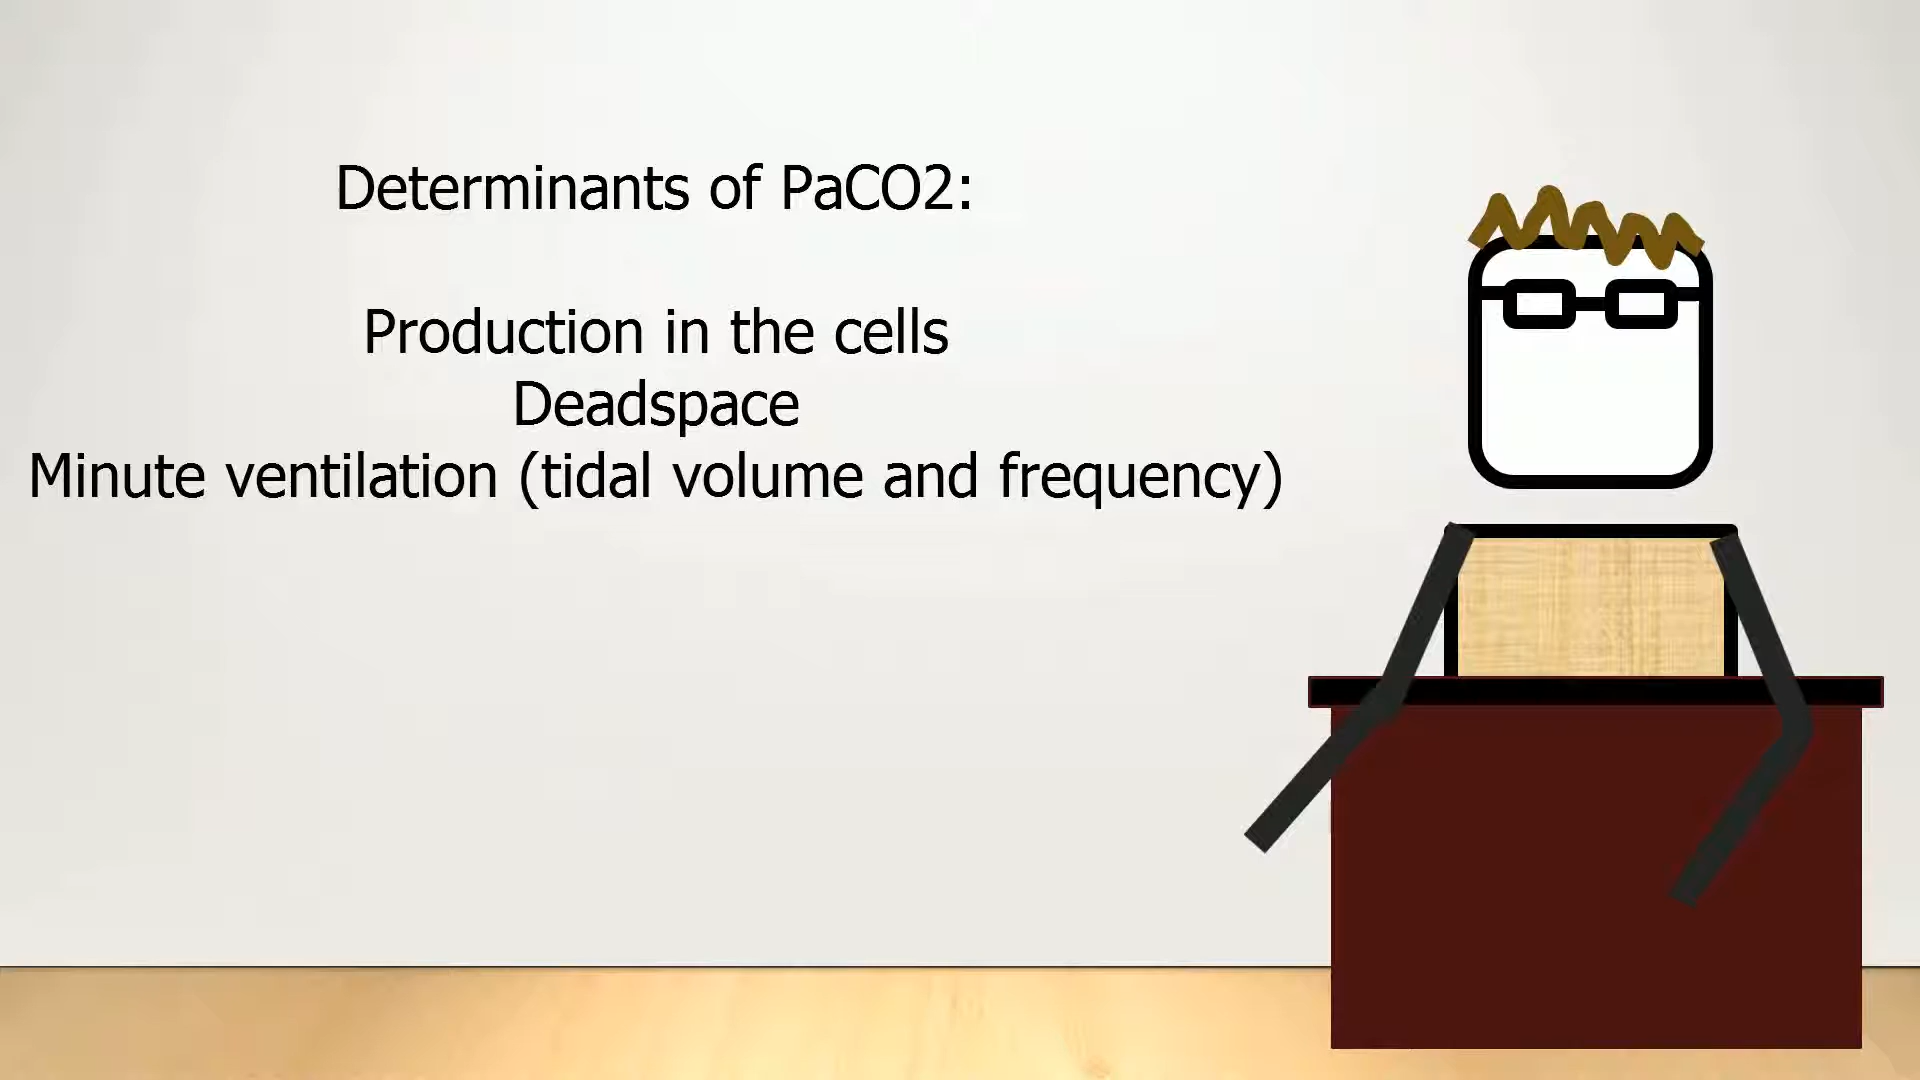 Determinants of PaCO2:
Production in the cells
Deadspace
Minute ventilation (tidal volume and frequency)